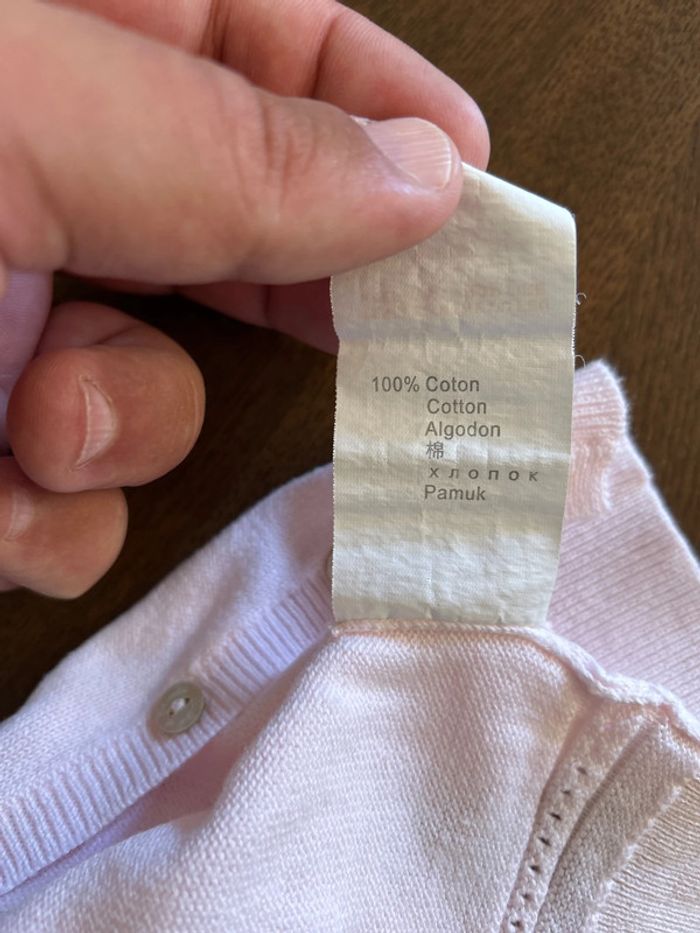 100% Coton
Cotton
Algodon
棉
хлопок
Pamuk